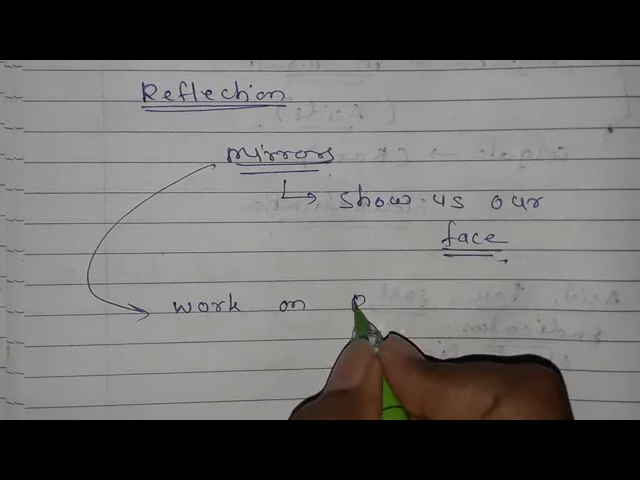 Reflection
mirrors
↳ show us our
face
work on P